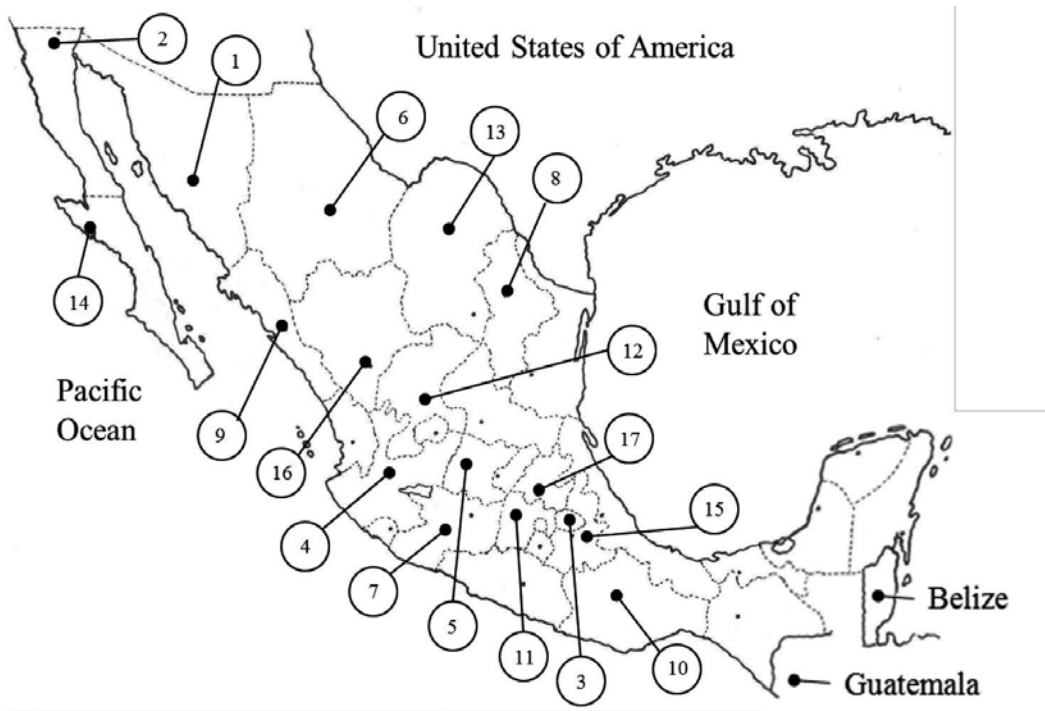 2
United States of America
1
6
13
8
14
Gulf of
Mexico
12
Pacific
Ocean
9
17
16
15
4
7
Belize
5
11
3
10
Guatemala